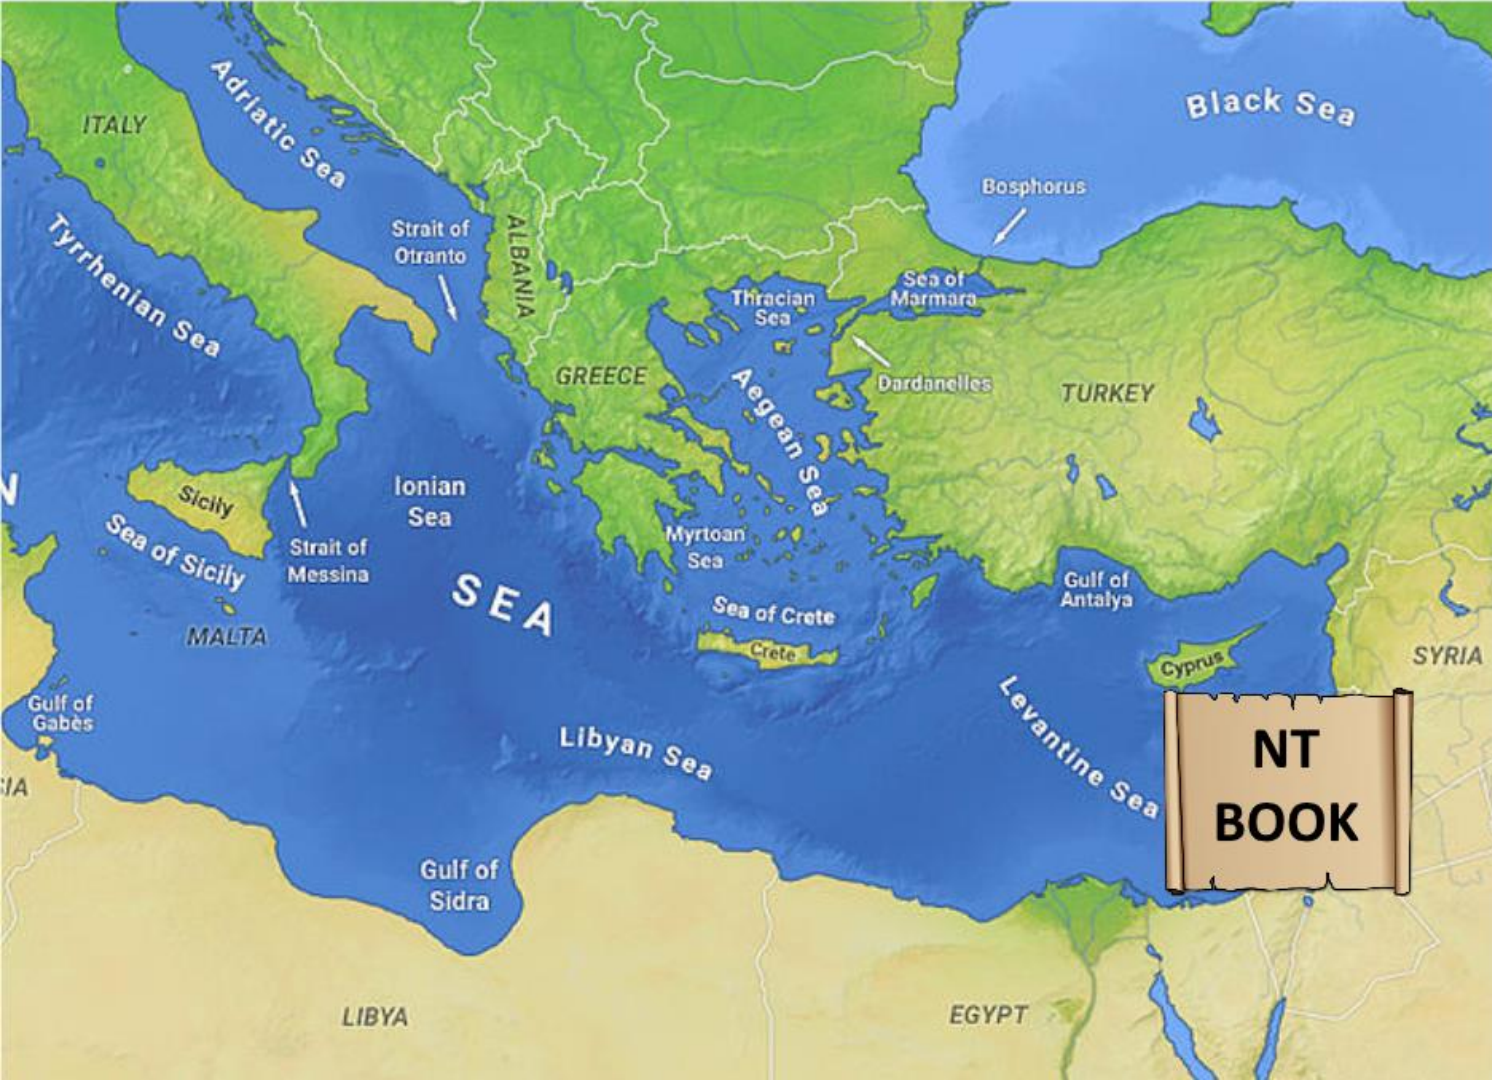 Black Sea
Adriatic Sea
ITALY
Bosphorus
Strait of
Otranto
ALBANIA
Tyrrhenian Sea
Sea of
Marmara
Thracian
Sea
GREECE
Dardanelles
TURKEY
Aegean Sea
N
Sicily
Ionian
Sea
Sea of Sicily
Strait of
Messina
Myrtoan
Sea
Gulf of
Antalya
SEA
Sea of Crete
MALTA
Crete
Cyprus
SYRIA
Gulf of
Gabès
Libyan Sea
Levantine Sea
NT
BOOK
SIA
Gulf of
Sidra
LIBYA
EGYPT